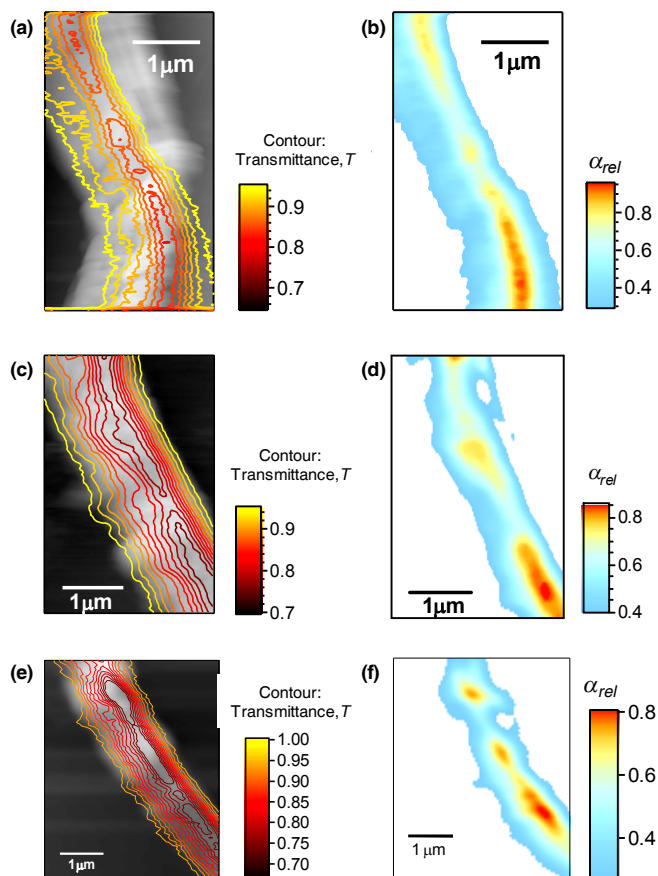 (a)
1μm
Contour:
Transmittance, T
0.9
0.8
0.7
(b)
1μm
αrel
0.8
0.6
0.4
(c)
1μm
Contour:
Transmittance, T
0.9
0.8
0.7
(d)
1μm
αrel
0.8
0.6
0.4
(e)
1μm
Contour:
Transmittance, T
1.00
0.95
0.90
0.85
0.80
0.75
0.70
(f)
1 μm
αrel
0.8
0.6
0.4